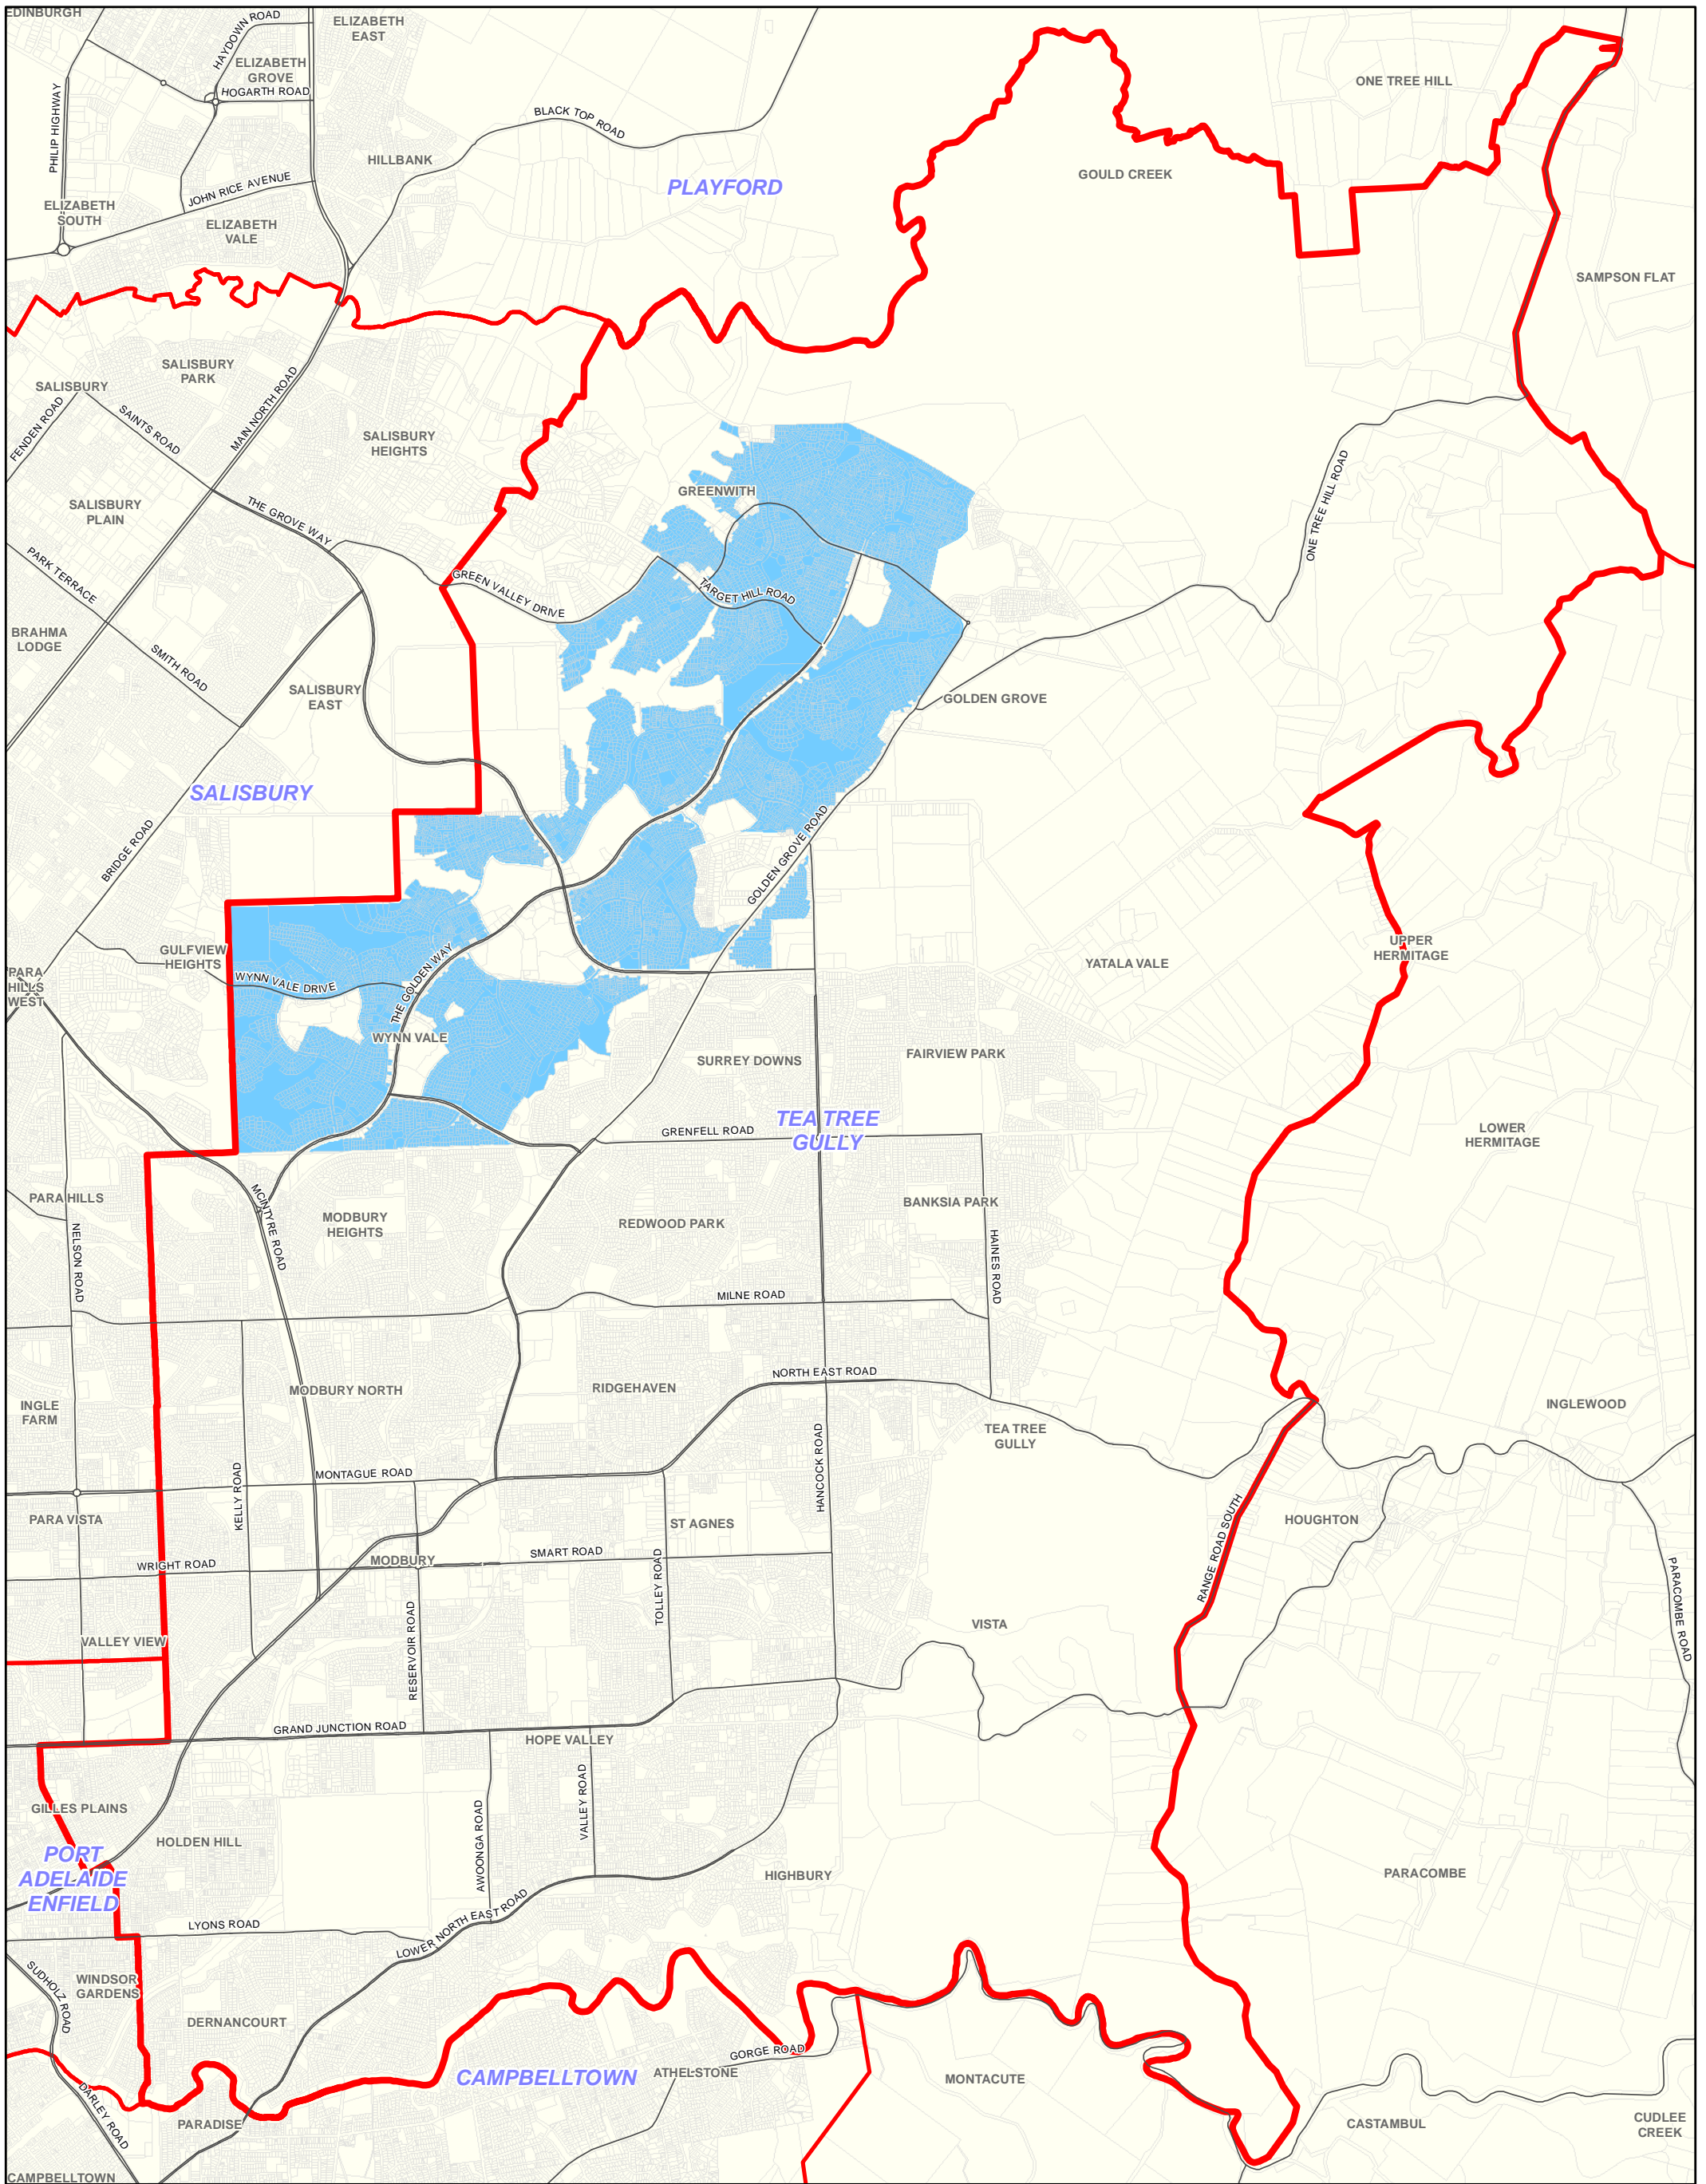 EDINBURGH
HAYDOWN ROAD
ELIZABETH
EAST
ELIZABETH
GROVE
HOGARTH ROAD
PHILIP HIGHWAY
BLACK TOP ROAD
ONE TREE HILL
HILLBANK
GOULD CREEK
PLAYFORD
JOHN RICE AVENUE
ELIZABETH
SOUTH
ELIZABETH
VALE
SAMPSON FLAT
SALISBURY
PARK
SALISBURY
FENDEN ROAD
SAINTS ROAD
MAIN NORTH ROAD
SALISBURY
HEIGHTS
GREENWITH
SALISBURY
PLAIN
THE GROVE WAY
ONE TREE HILL ROAD
PARK TERRACE
GREEN VALLEY DRIVE
TARGET HILL ROAD
BRAHMA
LODGE
SMITH ROAD
SALISBURY
EAST
GOLDEN GROVE
SALISBURY
BRIDGE ROAD
GOLDEN GROVE ROAD
GULFVIEW
HEIGHTS
UPPER
HERMITAGE
YATALA VALE
PARA
HILLS
WEST
WYNN VALE DRIVE
THE GOLDEN WAY
WYNN VALE
SURREY DOWNS
FAIRVIEW PARK
TEA TREE
GULLY
GRENFELL ROAD
LOWER
HERMITAGE
PARA HILLS
MCINTYRE ROAD
MODBURY
HEIGHTS
REDWOOD PARK
BANKSIA PARK
NELSON ROAD
HAINES ROAD
MILNE ROAD
NORTH EAST ROAD
INGLE
FARM
MODBURY NORTH
RIDGEHAVEN
INGLEWOOD
TEA TREE
GULLY
MONTAGUE ROAD
KELLY ROAD
HANCOCK ROAD
PARA VISTA
ST AGNES
HOUGHTON
RANGE ROAD SOUTH
WRIGHT ROAD
MODBURY
SMART ROAD
TOLLEY ROAD
PARACOMBE ROAD
RESERVOIR ROAD
VALLEY VIEW
VISTA
GRAND JUNCTION ROAD
HOPE VALLEY
GILLES PLAINS
AWOONGA ROAD
VALLEY ROAD
HOLDEN HILL
PORT
ADELAIDE
ENFIELD
HIGHBURY
PARACOMBE
LYONS ROAD
LOWER NORTH EAST ROAD
SUDHOLZ ROAD
WINDSOR
GARDENS
DERNANCOURT
GORGE ROAD
CAMPBELLTOWN
ATHELSTONE
MONTACUTE
DARLEY ROAD
PARADISE
CASTAMBUL
CUDLEE
CREEK
CAMPBELLTOWN